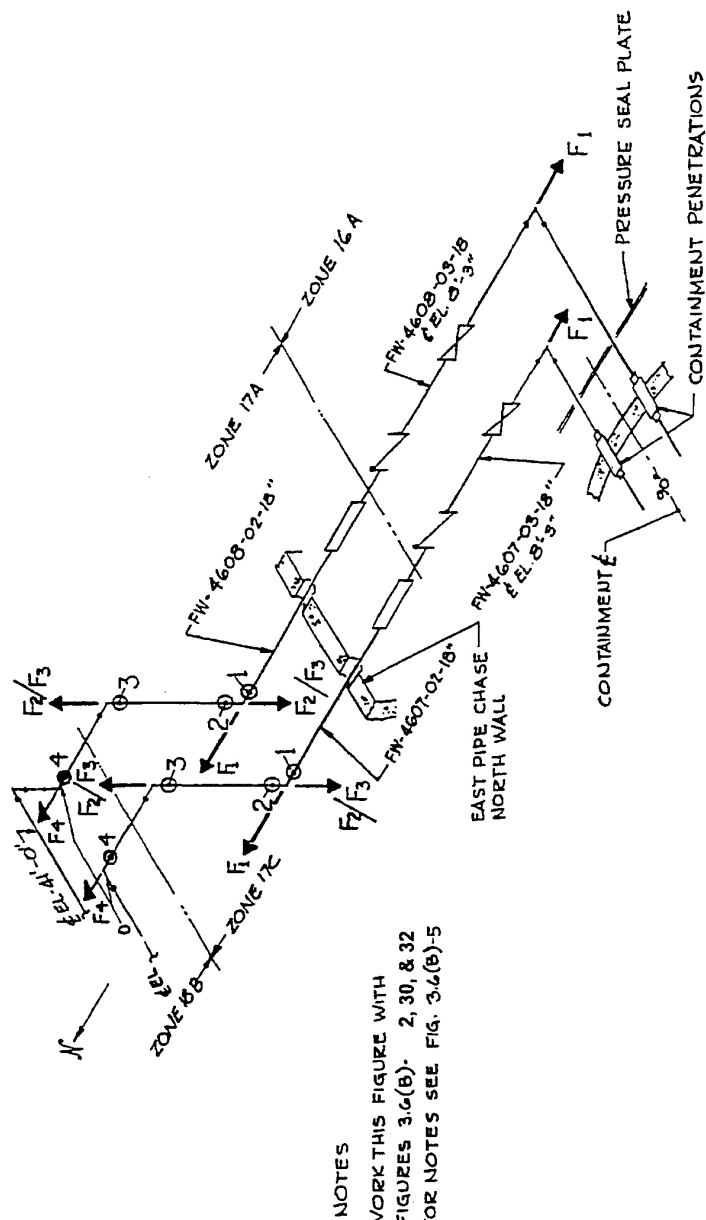 NOTES
WORK THIS FIGURE WITH
FIGURES 3.6(B)- 2, 30, & 32
FOR NOTES SEE FIG. 3.6(B)-5
N
ZONE 18B
ZONE 17C
EL
℄ EL. 41'-0"
F4
F4
4
4
F2/F3
F2/F3
3
3
2
2
1
1
F1
F1
F2/F3
F2/F3
FW-4608-02-18"
FW-4607-02-18"
EAST PIPE CHASE
NORTH WALL
ZONE 17A
ZONE 16A
FW-4608-03-18
℄ EL. 8'-3"
FW-4607-03-18"
℄ EL. 8'-3"
F1
F1
PRESSURE SEAL PLATE
CONTAINMENT PENETRATIONS
CONTAINMENT ℄
90°